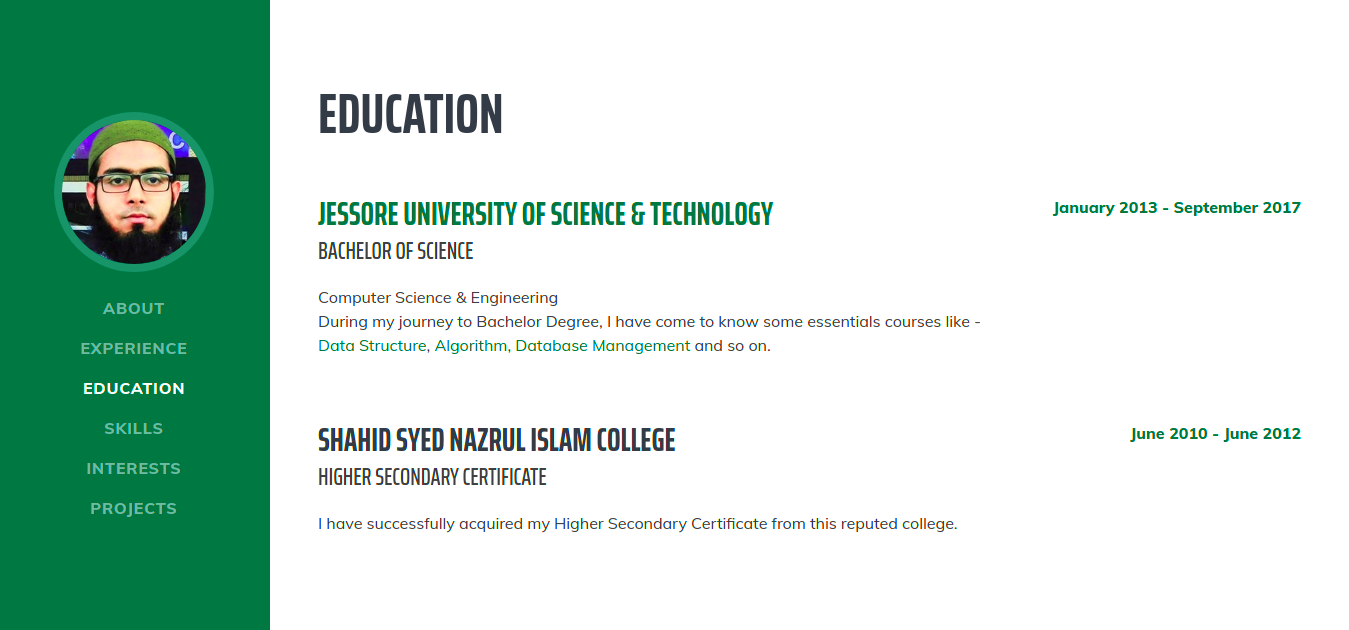 ABOUT
EXPERIENCE
EDUCATION
SKILLS
INTERESTS
PROJECTS
EDUCATION
JESSORE UNIVERSITY OF SCIENCE & TECHNOLOGY
January 2013 - September 2017
BACHELOR OF SCIENCE
Computer Science & Engineering
During my journey to Bachelor Degree, I have come to know some essentials courses like -
Data Structure, Algorithm, Database Management and so on.
SHAHID SYED NAZRUL ISLAM COLLEGE
June 2010 - June 2012
HIGHER SECONDARY CERTIFICATE
I have successfully acquired my Higher Secondary Certificate from this reputed college.